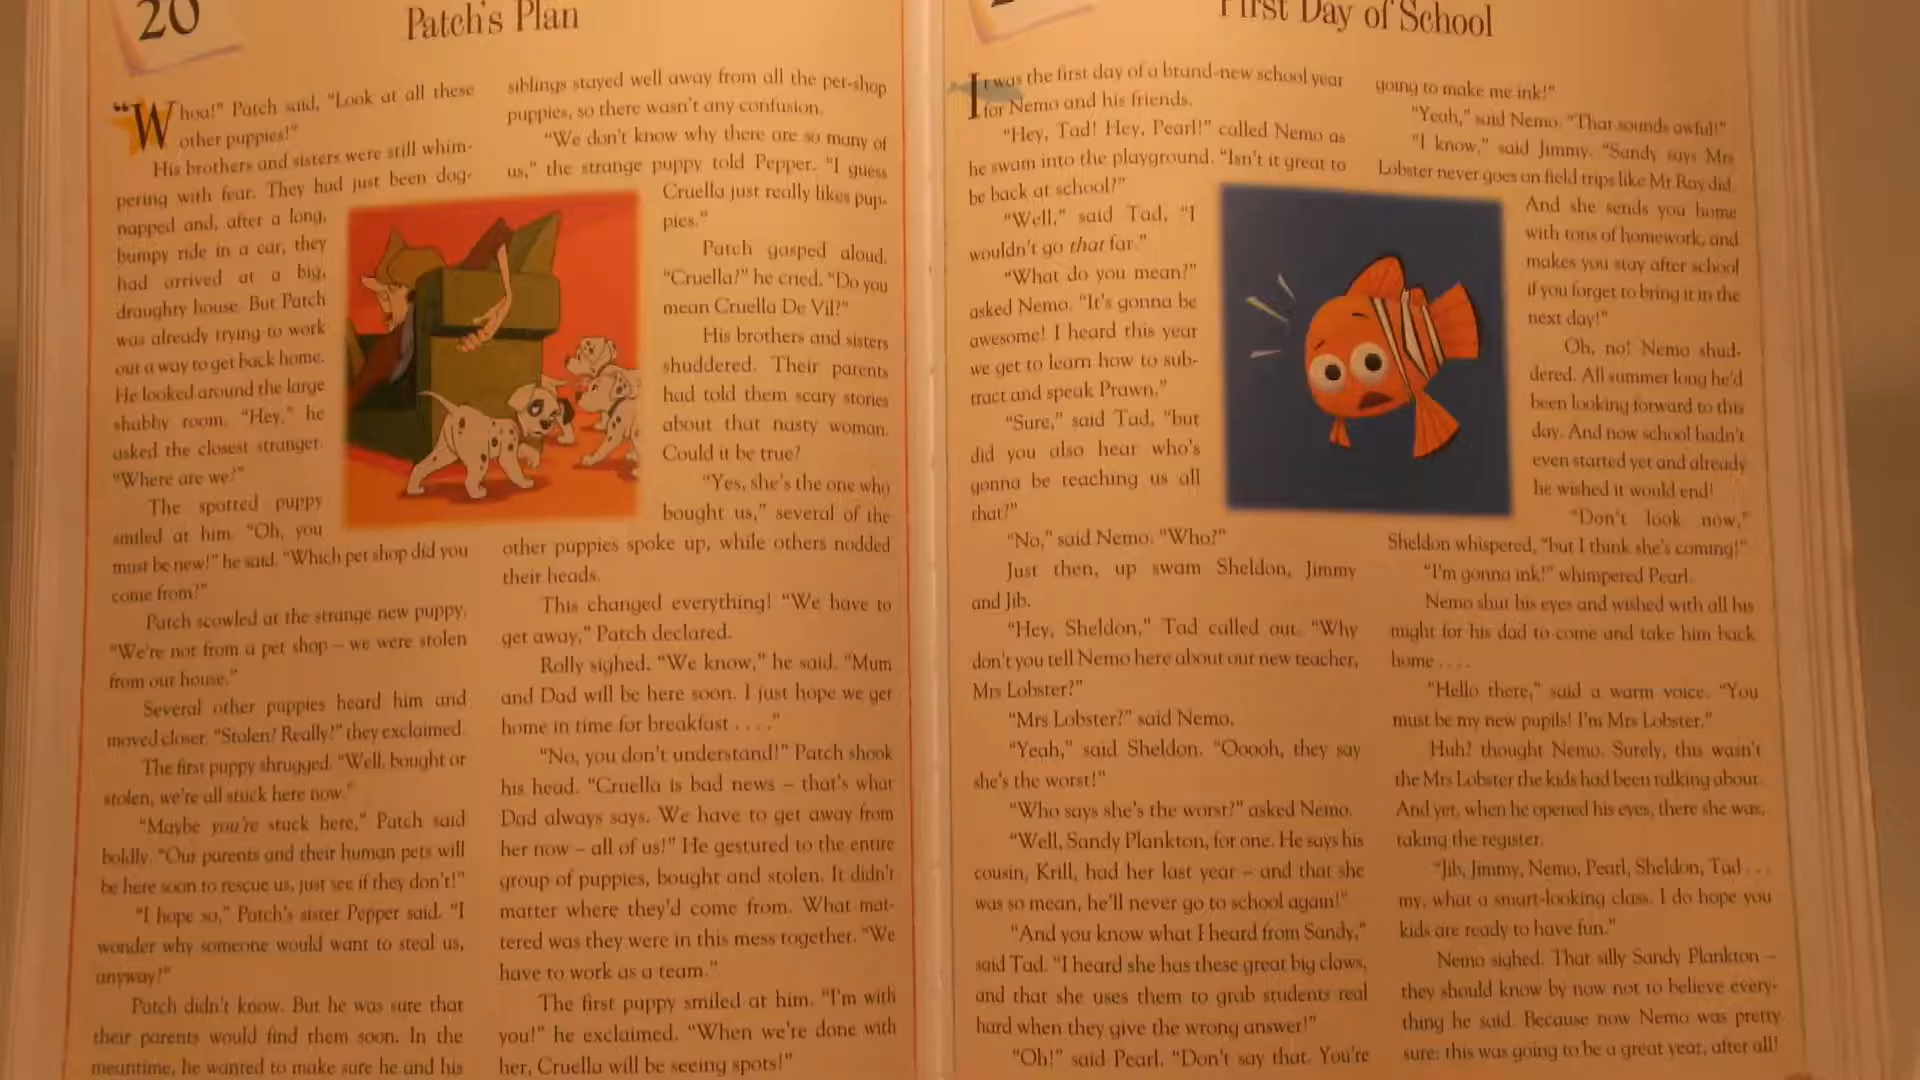 20
Patch's Plan
"Whoa!" Patch said, "Look at all these
other puppies!"
His brothers and sisters were still whim-
pering with fear. They had just been dog-
napped and, after a long,
bumpy ride in a car, they
had arrived at a big,
draughty house. But Patch
was already trying to work
out a way to get back home.
He looked around the large
shabby room. "Hey," he
asked the closest stranger.
"Where are we?"
The spotted puppy
smiled at him. "Oh, you
must be new!" he said. "Which pet shop did you
come from?"
Patch scowled at the strange new puppy.
"We're not from a pet shop – we were stolen
from our house."
Several other puppies heard him and
moved closer. "Stolen? Really?" they exclaimed.
The first puppy shrugged. "Well, bought or
stolen, we're all stuck here now."
"Maybe you're stuck here," Patch said
boldly. "Our parents and their human pets will
be here soon to rescue us, just see if they don't!"
"I hope so," Patch's sister Pepper said. "I
wonder why someone would want to steal us,
anyway?"
Patch didn't know. But he was sure that
their parents would find them soon. In the
meantime, he wanted to make sure he and his
siblings stayed well away from all the pet-shop
puppies, so there wasn't any confusion.
"We don't know why there are so many of
us," the strange puppy told Pepper. "I guess
Cruella just really likes pup-
pies."
Patch gasped aloud.
"Cruella?" he cried. "Do you
mean Cruella De Vil?"
His brothers and sisters
shuddered. Their parents
had told them scary stories
about that nasty woman.
Could it be true?
"Yes, she's the one who
bought us," several of the
other puppies spoke up, while others nodded
their heads.
This changed everything! "We have to
get away," Patch declared.
Rolly sighed. "We know," he said. "Mum
and Dad will be here soon. I just hope we get
home in time for breakfast . . . ."
"No, you don't understand!" Patch shook
his head. "Cruella is bad news – that's what
Dad always says. We have to get away from
her now – all of us!" He gestured to the entire
group of puppies, bought and stolen. It didn't
matter where they'd come from. What mat-
tered was they were in this mess together. "We
have to work as a team."
The first puppy smiled at him. "I'm with
you!" he exclaimed. "When we're done with
her, Cruella will be seeing spots!"
First Day of School
It was the first day of a brand-new school year
for Nemo and his friends.
"Hey, Tad! Hey, Pearl!" called Nemo as
he swam into the playground. "Isn't it great to
be back at school?"
"Well," said Tad, "I
wouldn't go that far."
"What do you mean?"
asked Nemo. "It's gonna be
awesome! I heard this year
we get to learn how to sub-
tract and speak Prawn."
"Sure," said Tad, "but
did you also hear who's
gonna be teaching us all
that?"
"No," said Nemo. "Who?"
Just then, up swam Sheldon, Jimmy
and Jib.
"Hey, Sheldon," Tad called out. "Why
don't you tell Nemo here about our new teacher,
Mrs Lobster?"
"Mrs Lobster?" said Nemo.
"Yeah," said Sheldon. "Ooooh, they say
she's the worst!"
"Who says she's the worst?" asked Nemo.
"Well, Sandy Plankton, for one. He says his
cousin, Krill, had her last year – and that she
was so mean, he'll never go to school again!"
"And you know what I heard from Sandy,"
said Tad. "I heard she has these great big claws,
and that she uses them to grab students real
hard when they give the wrong answer!"
"Oh!" said Pearl. "Don't say that. You're
going to make me ink!"
"Yeah," said Nemo. "That sounds awful!"
"I know," said Jimmy. "Sandy says Mrs
Lobster never goes on field trips like Mr Ray did.
And she sends you home
with tons of homework, and
makes you stay after school
if you forget to bring it in the
next day!"
Oh, no! Nemo shud-
dered. All summer long he'd
been looking forward to this
day. And now school hadn't
even started yet and already
he wished it would end!
"Don't look now,"
Sheldon whispered, "but I think she's coming!"
"I'm gonna ink!" whimpered Pearl.
Nemo shut his eyes and wished with all his
might for his dad to come and take him back
home . . . .
"Hello there," said a warm voice. "You
must be my new pupils! I'm Mrs Lobster."
Huh? thought Nemo. Surely, this wasn't
the Mrs Lobster the kids had been talking about.
And yet, when he opened his eyes, there she was,
taking the register.
"Jib, Jimmy, Nemo, Pearl, Sheldon, Tad . . .
my, what a smart-looking class. I do hope you
kids are ready to have fun."
Nemo sighed. That silly Sandy Plankton –
they should know by now not to believe every-
thing he said. Because now Nemo was pretty
sure: this was going to be a great year, after all!